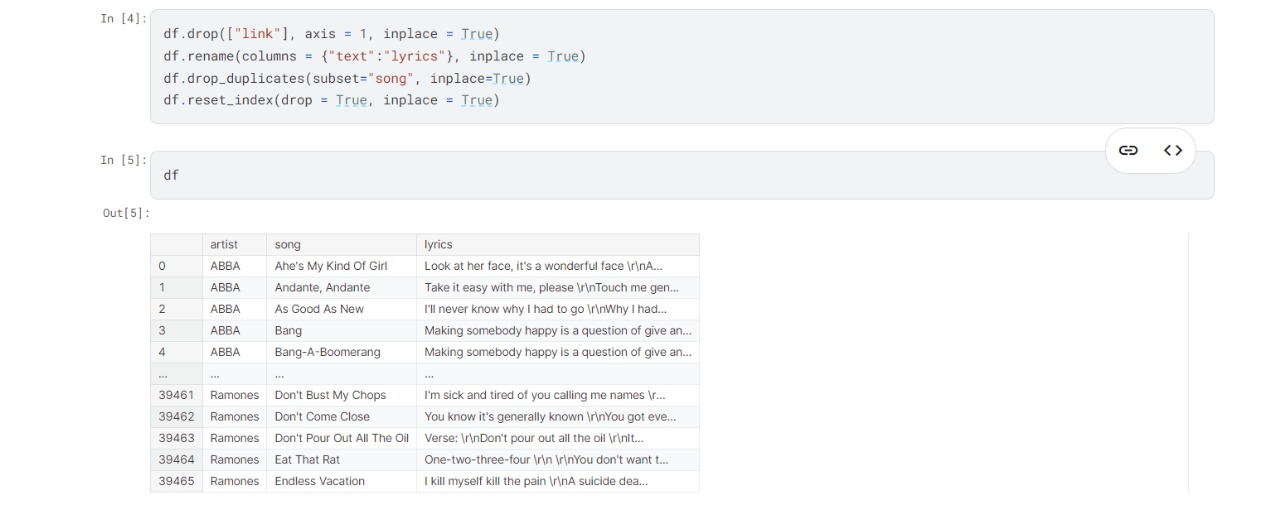 In [4]:
df.drop(["link"], axis = 1, inplace = True)
df.rename(columns = {"text":"lyrics"}, inplace = True)
df.drop_duplicates(subset="song", inplace=True)
df.reset_index(drop = True, inplace = True)
In [5]:
df
Out[5]:
artist song lyrics
0 ABBA Ahe's My Kind Of Girl Look at her face, it's a wonderful face \r\nA...
1 ABBA Andante, Andante Take it easy with me, please \r\nTouch me gen...
2 ABBA As Good As New I'll never know why I had to go \r\nWhy I had...
3 ABBA Bang Making somebody happy is a question of give an...
4 ABBA Bang-A-Boomerang Making somebody happy is a question of give an...
... ... ... ...
39461 Ramones Don't Bust My Chops I'm sick and tired of you calling me names \r...
39462 Ramones Don't Come Close You know it's generally known \r\nYou got eve...
39463 Ramones Don't Pour Out All The Oil Verse: \r\nDon't pour out all the oil \r\nIt...
39464 Ramones Eat That Rat One-two-three-four \r\n \r\nYou don't want t...
39465 Ramones Endless Vacation I kill myself kill the pain \r\nA suicide dea...